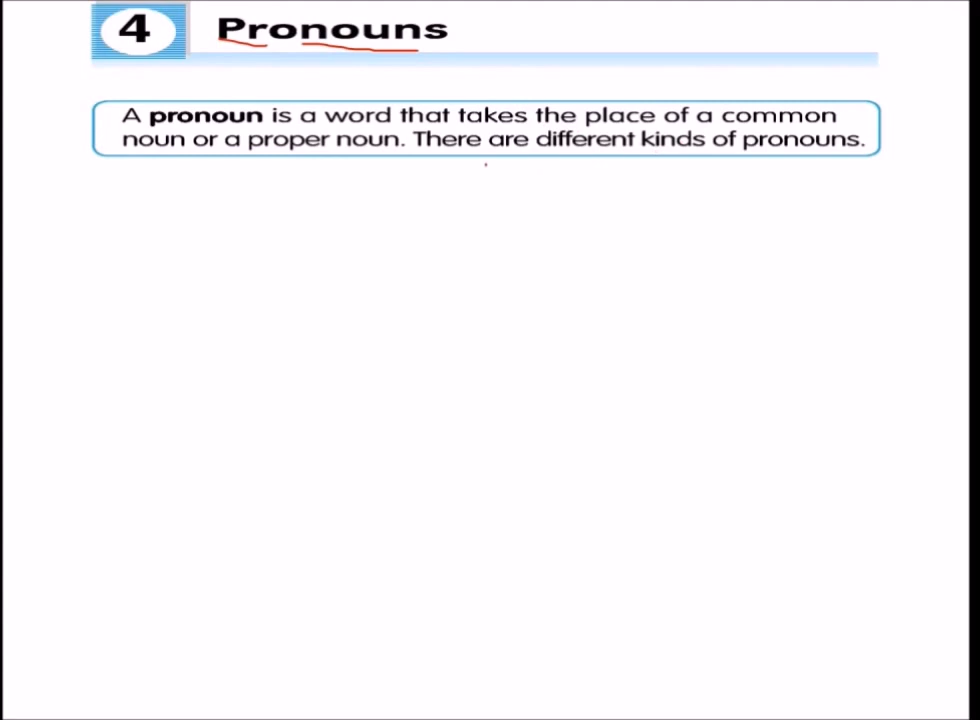 4 Pronouns
A pronoun is a word that takes the place of a common
noun or a proper noun. There are different kinds of pronouns.